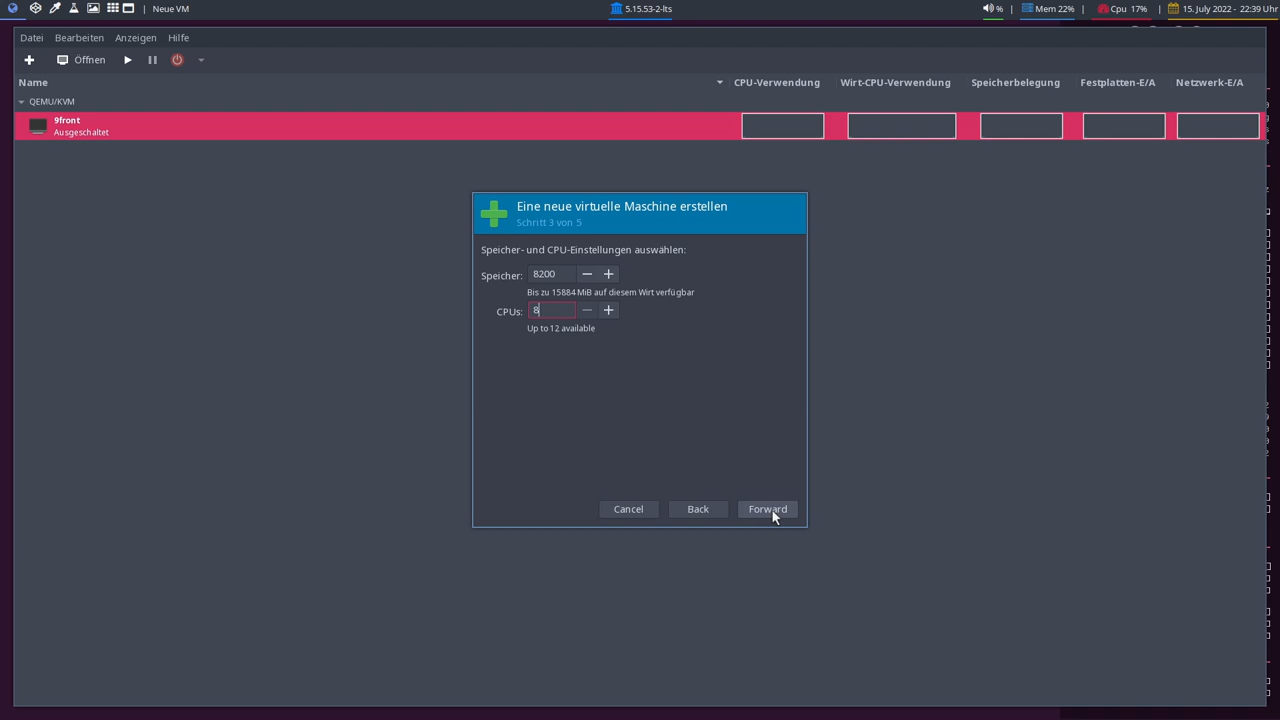 Neue VM
5.15.53-2-lts
% | Mem 22% | Cpu 17% | 15. July 2022 - 22:39 Uhr
Datei Bearbeiten Anzeigen Hilfe
Öffnen
Name CPU-Verwendung Wirt-CPU-Verwendung Speicherbelegung Festplatten-E/A Netzwerk-E/A
QEMU/KVM
9front
Ausgeschaltet
Eine neue virtuelle Maschine erstellen
Schritt 3 von 5
Speicher- und CPU-Einstellungen auswählen:
Speicher: 8200
Bis zu 15884 MiB auf diesem Wirt verfügbar
CPUs: 8
Up to 12 available
Cancel Back Forward